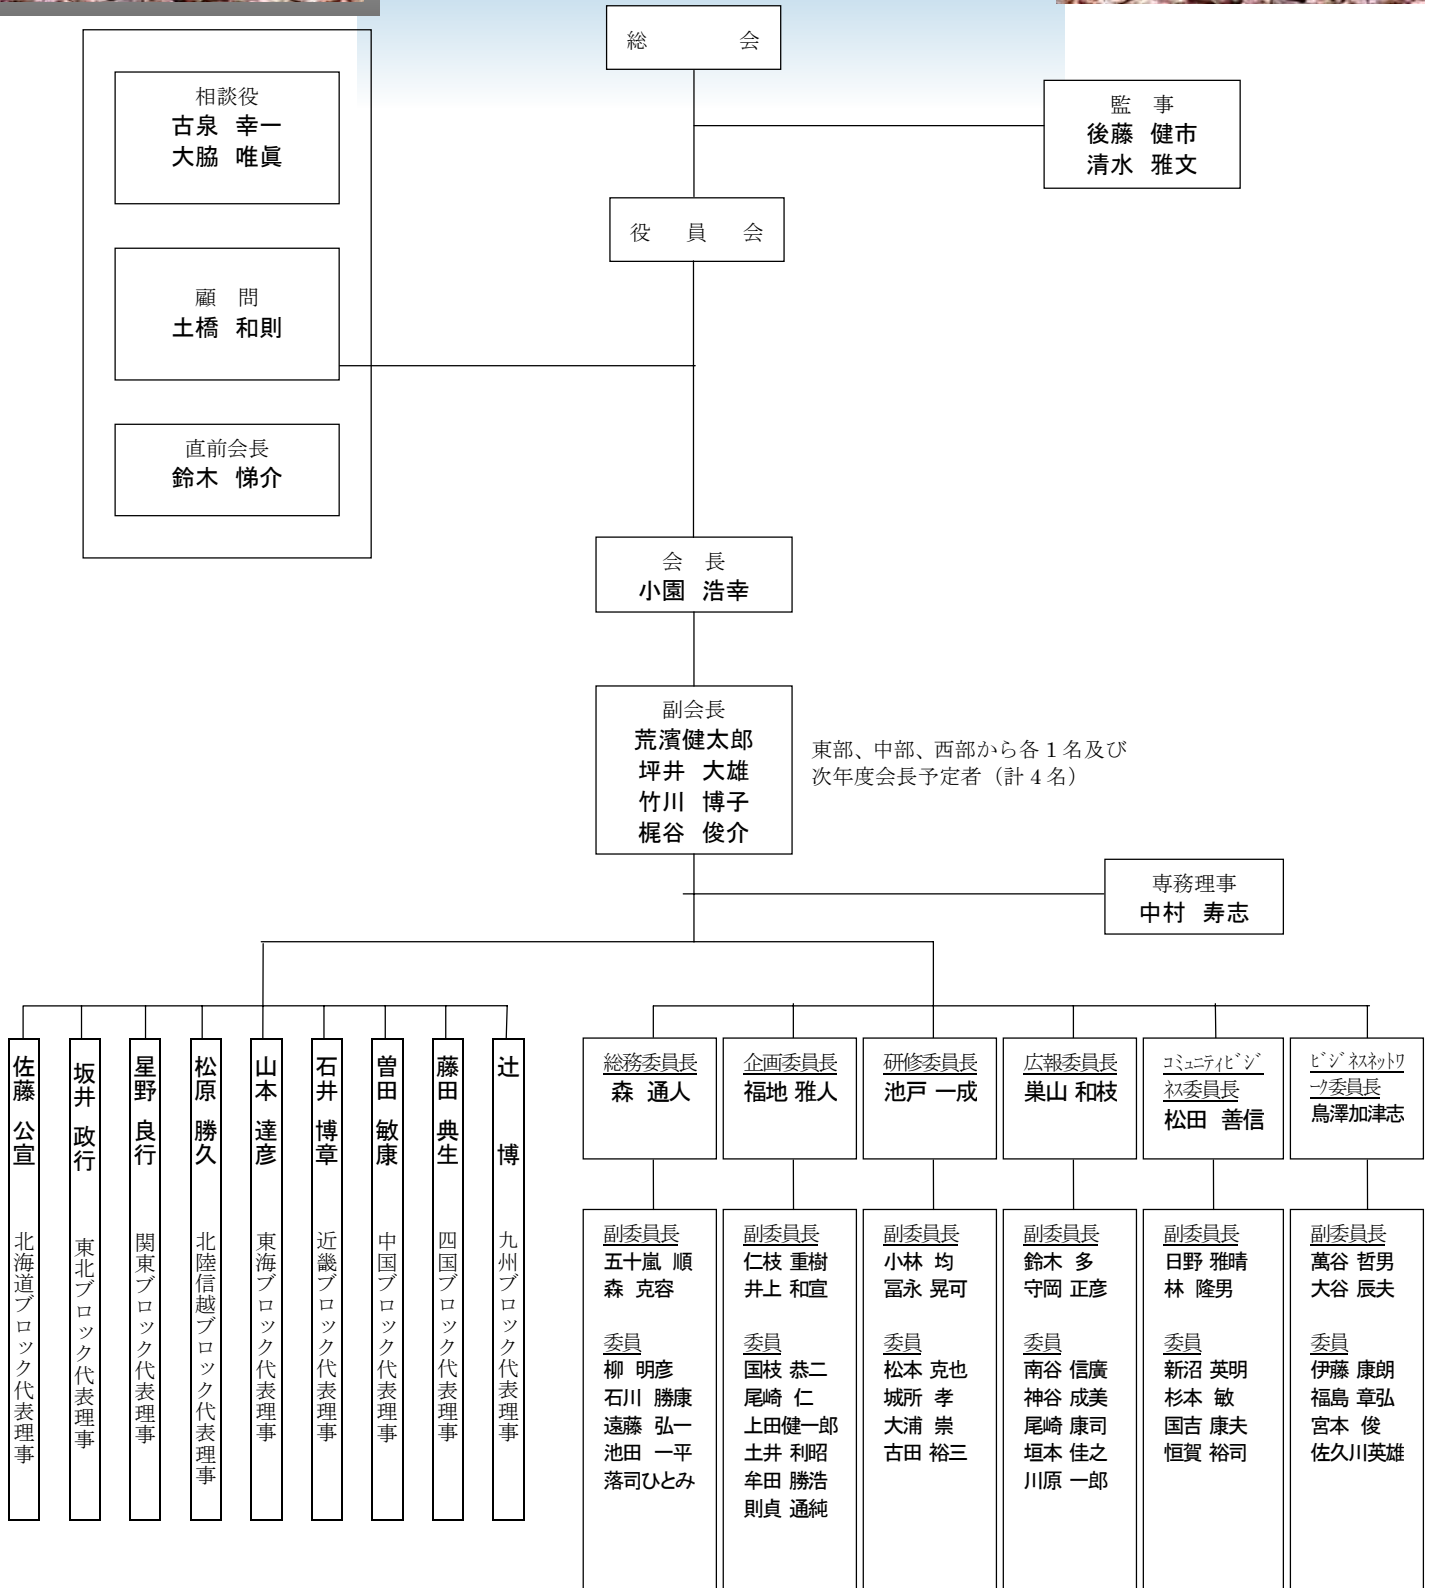 総　会
相談役
古泉 幸一
大脇 唯眞
監 事
後藤 健市
清水 雅文
役 員 会
顧 問
土橋 和則
直前会長
鈴木 悌介
会 長
小園 浩幸
副会長
荒濱健太郎
坪井 大雄
竹川 博子
梶谷 俊介
東部、中部、西部から各 1 名及び
次年度会長予定者（計 4 名）
専務理事
中村 寿志
佐藤 公宣 北海道ブロック代表理事
坂井 政行 東北ブロック代表理事
星野 良行 関東ブロック代表理事
松原 勝久 北陸信越ブロック代表理事
山本 達彦 東海ブロック代表理事
石井 博章 近畿ブロック代表理事
曽田 敏康 中国ブロック代表理事
藤田 典生 四国ブロック代表理事
辻 博 九州ブロック代表理事
総務委員長
森 通人
副委員長
五十嵐 順
森 克容
委員
柳 明彦
石川 勝康
遠藤 弘一
池田 一平
落司ひとみ
企画委員長
福地 雅人
副委員長
仁枝 重樹
井上 和宣
委員
国枝 恭二
尾崎 仁
上田健一郎
土井 利昭
牟田 勝浩
則貞 通純
研修委員長
池戸 一成
副委員長
小林 均
冨永 晃可
委員
松本 克也
城所 孝
大浦 崇
古田 裕三
広報委員長
巣山 和枝
副委員長
鈴木 多
守岡 正彦
委員
南谷 信廣
神谷 成美
尾崎 康司
垣本 佳之
川原 一郎
ｺﾐｭﾆﾃｨﾋﾞｼﾞ
ﾈｽ委員長
松田 善信
副委員長
日野 雅晴
林 隆男
委員
新沼 英明
杉本 敏
国吉 康夫
恒賀 裕司
ﾋﾞｼﾞﾈｽﾈｯﾄﾜ
ｰｸ委員長
鳥澤加津志
副委員長
萬谷 哲男
大谷 辰夫
委員
伊藤 康朗
福島 章弘
宮本 俊
佐久川英雄